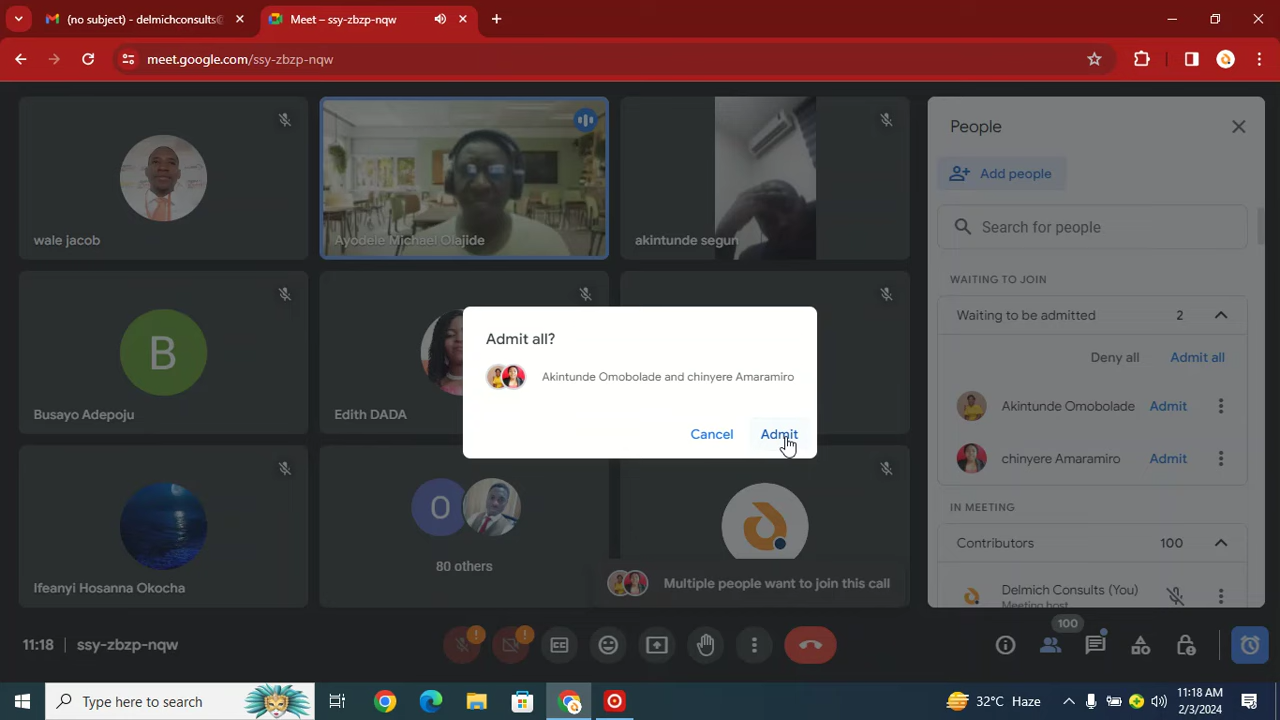 (no subject) - delmichconsults@
Meet – ssy-zbzp-nqw
meet.google.com/ssy-zbzp-nqw
wale jacob
Ayodele Michael Olajide
akintunde segun
B
Busayo Adepoju
Edith DADA
Ifeanyi Hosanna Okocha
O
80 others
Multiple people want to join this call
Admit all?
Akintunde Omobolade and chinyere Amaramiro
Cancel
Admit
People
Add people
Search for people
WAITING TO JOIN
Waiting to be admitted 2
Deny all Admit all
Akintunde Omobolade Admit
chinyere Amaramiro Admit
IN MEETING
Contributors 100
Delmich Consults (You)
Meeting host
11:18 | ssy-zbzp-nqw
100
Type here to search
32°C Haze
11:18 AM
2/3/2024